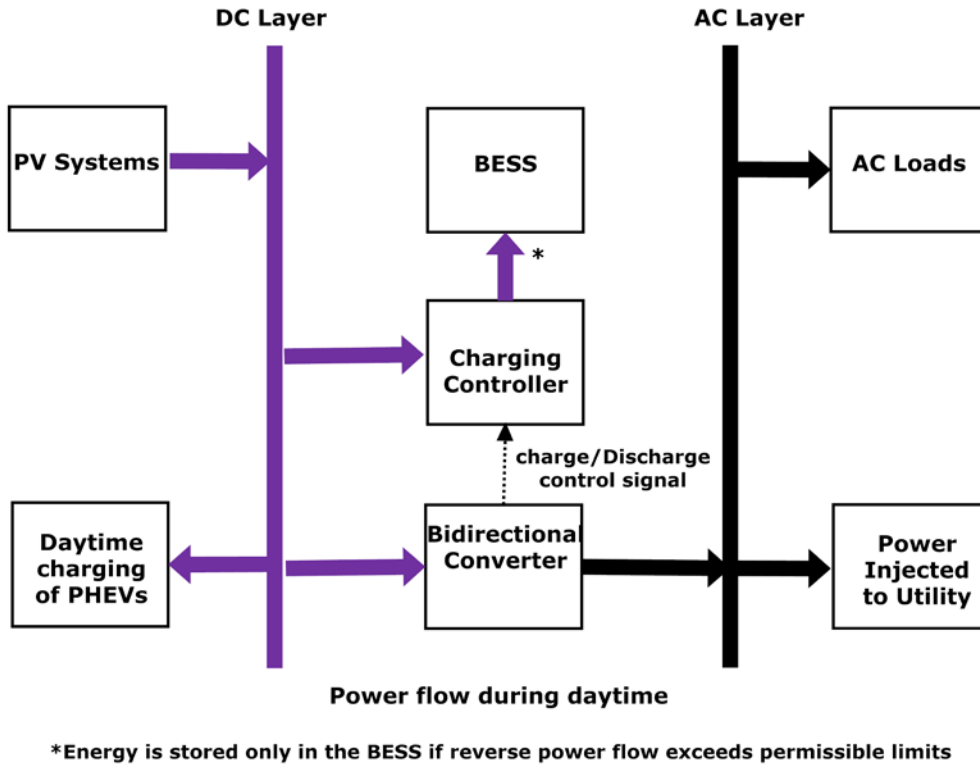 DC Layer
AC Layer
PV Systems
BESS
AC Loads
*
Charging
Controller
charge/Discharge
control signal
Daytime
charging
of PHEVs
Bidirectional
Converter
Power
Injected
to Utility
Power flow during daytime
*Energy is stored only in the BESS if reverse power flow exceeds permissible limits